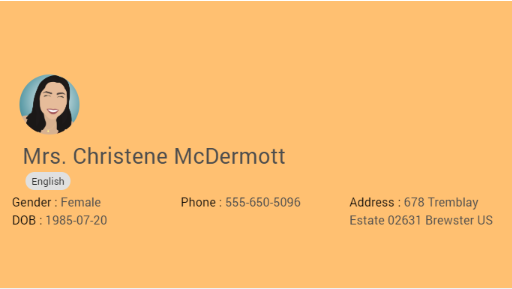 Mrs. Christene McDermott
English
Gender : Female
DOB : 1985-07-20
Phone : 555-650-5096
Address : 678 Tremblay
Estate 02631 Brewster US